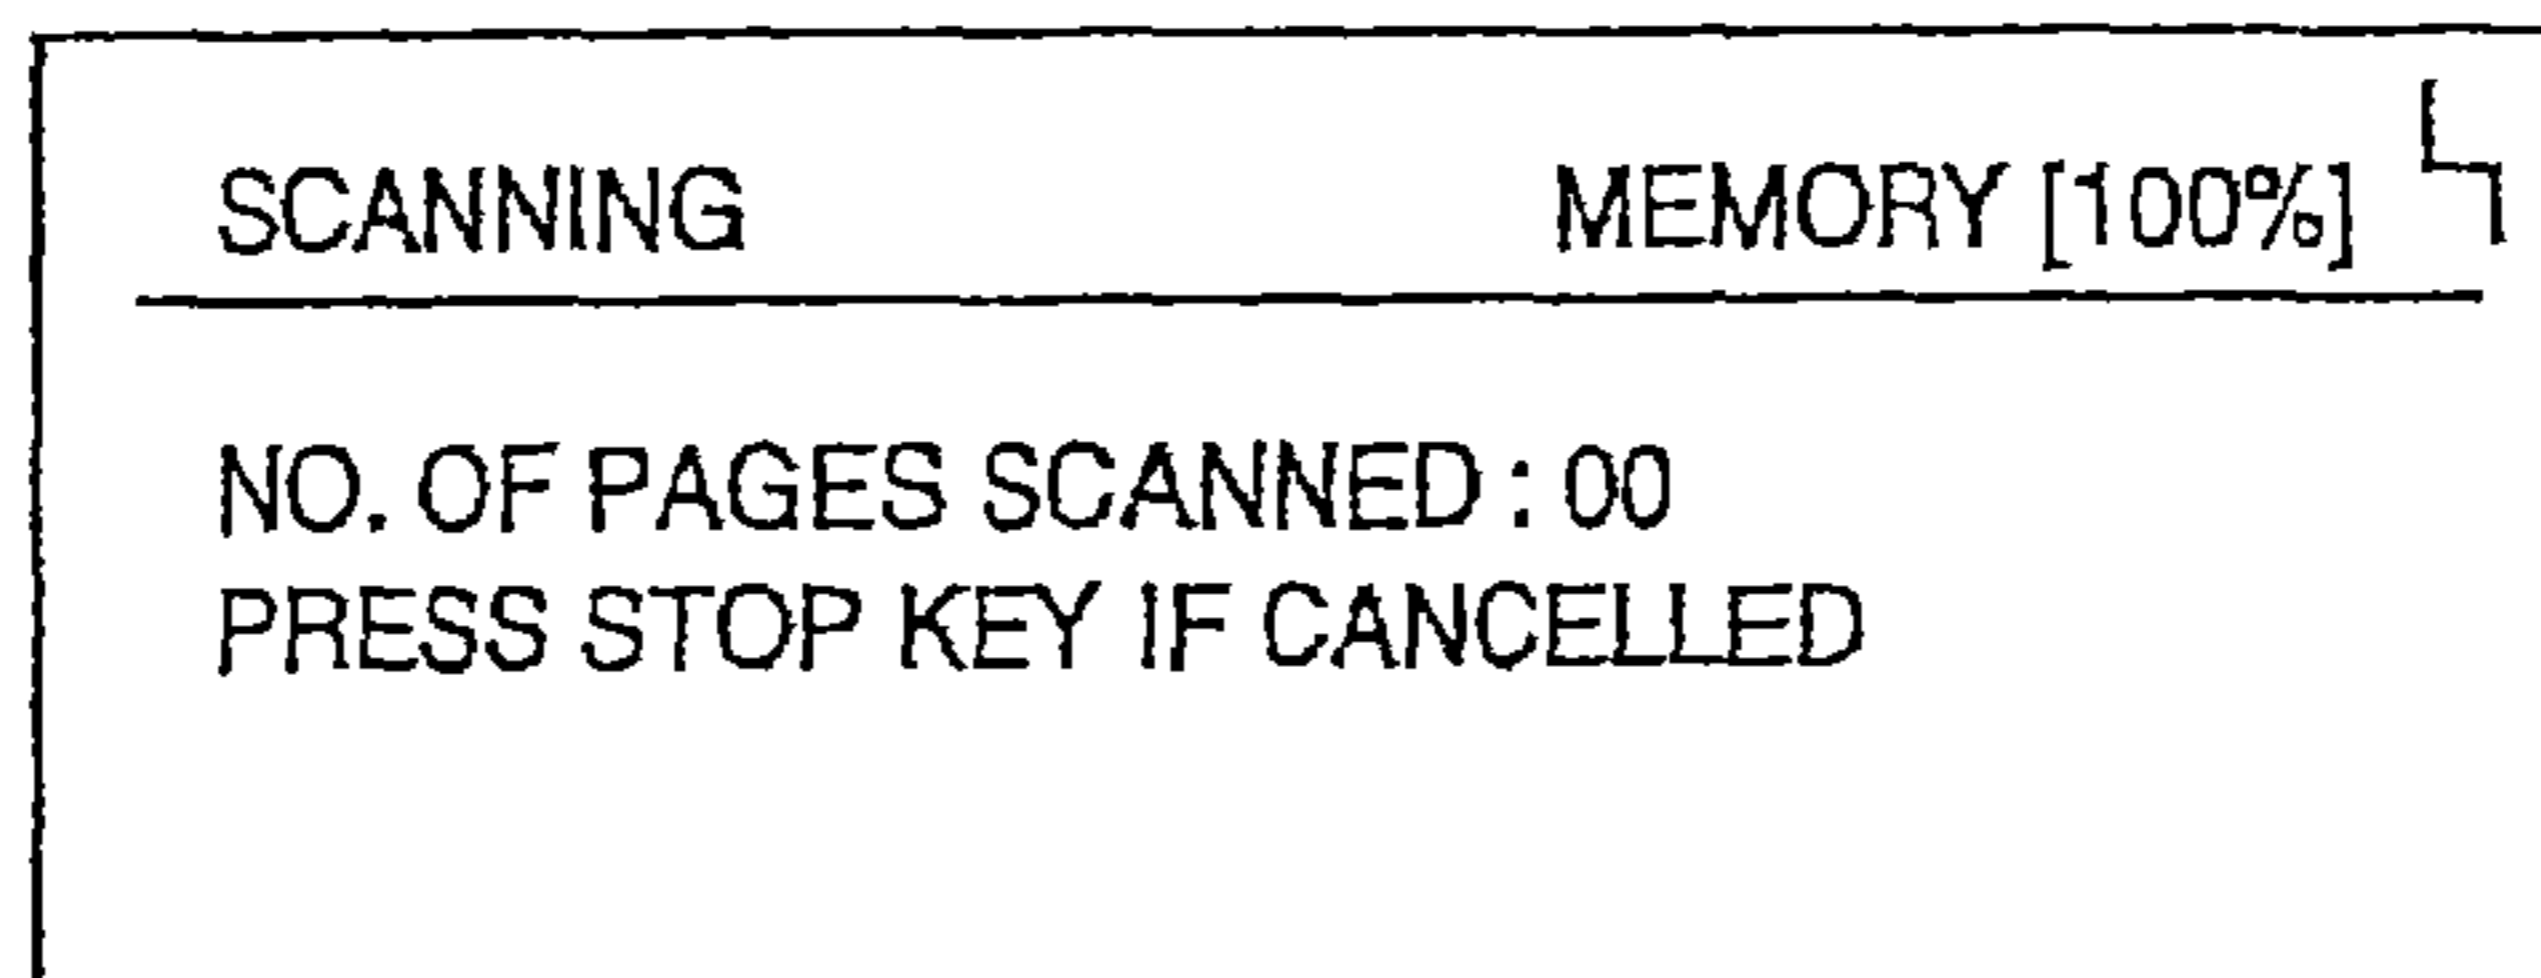 SCANNING MEMORY [100%]
NO. OF PAGES SCANNED : 00
PRESS STOP KEY IF CANCELLED